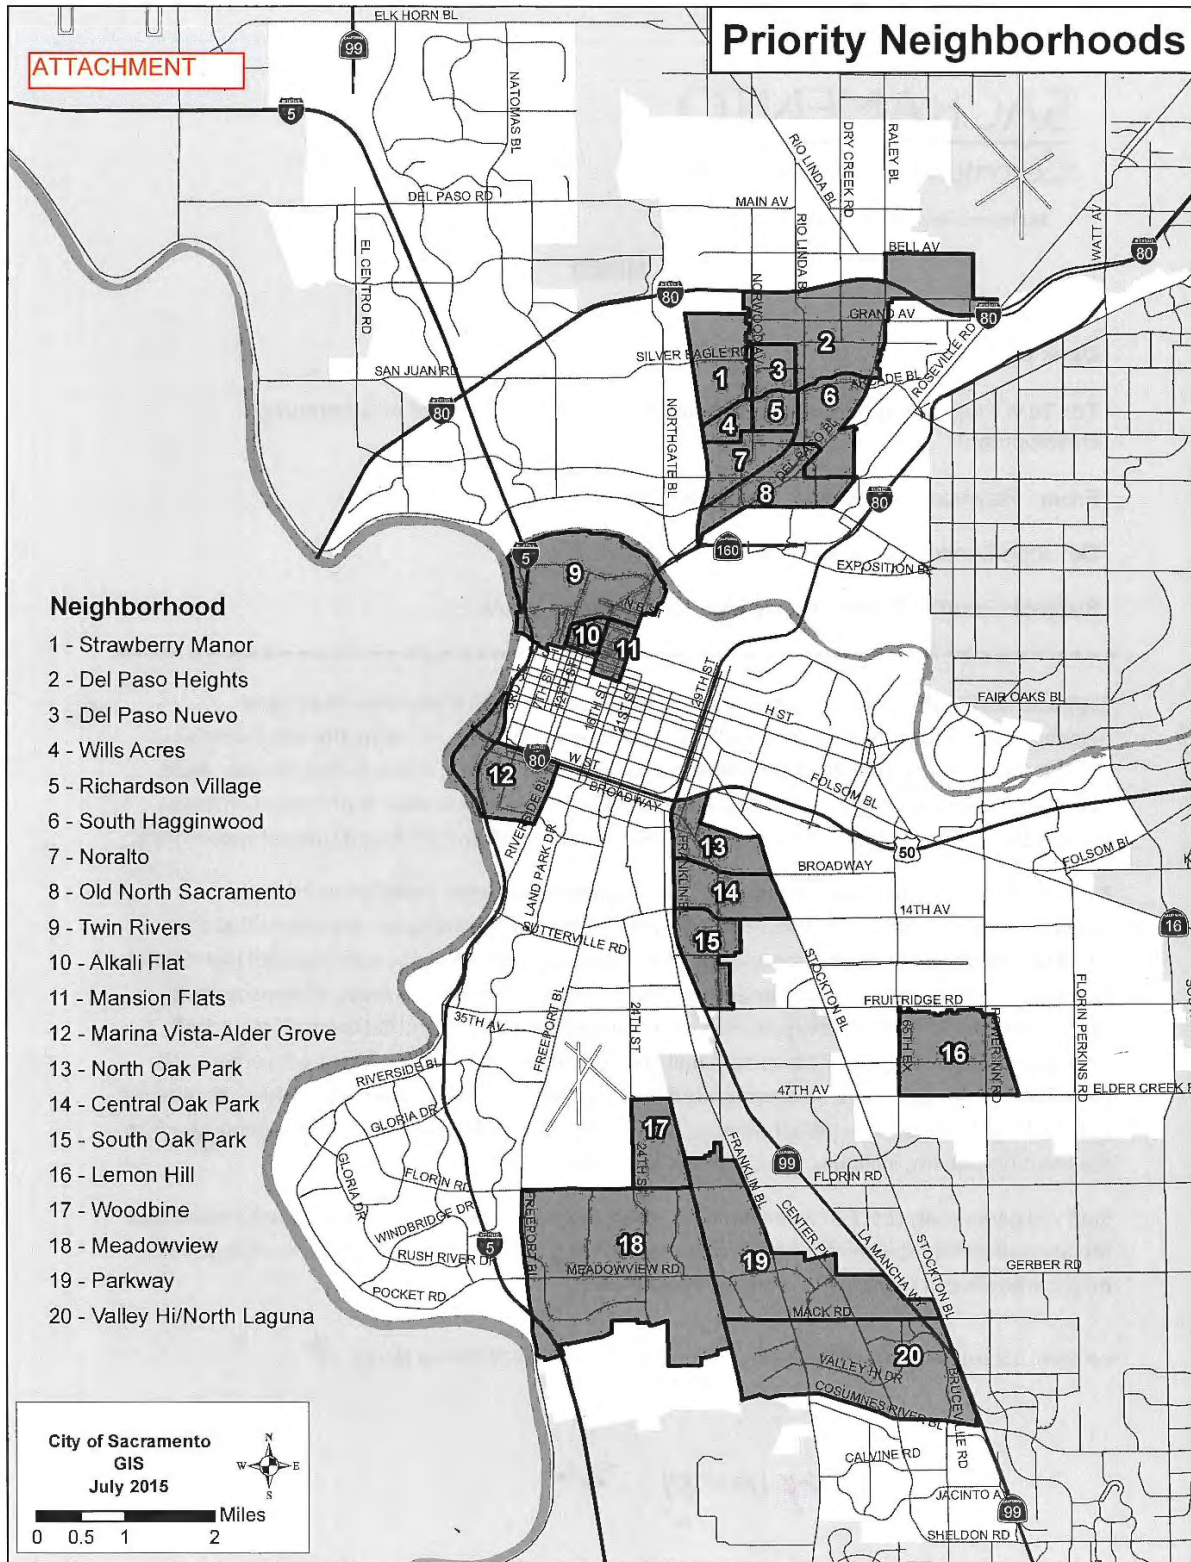 Priority Neighborhoods
ATTACHMENT
ELK HORN BL
99
5
NATOMAS BL
RIO LINDA BL
DRY CREEK RD
RALEY BL
WATT AV
DEL PASO RD
MAIN AV
RIO LINDA BL
BELL AV
EL CENTRO RD
80
80
NORWOOD AV
GRAND AV
80
2
SILVER EAGLE RD
ROSEVILLE RD
SAN JUAN RD
1
3
ARCADE BL
80
5
6
4
NORTHGATE BL
7
DEL PASO BL
8
80
160
5
EXPOSITION BL
9
N B ST
10
11
Neighborhood
1 - Strawberry Manor
2 - Del Paso Heights
3 - Del Paso Nuevo
4 - Wills Acres
5 - Richardson Village
6 - South Hagginwood
7 - Noralto
8 - Old North Sacramento
9 - Twin Rivers
10 - Alkali Flat
11 - Mansion Flats
12 - Marina Vista-Alder Grove
13 - North Oak Park
14 - Central Oak Park
15 - South Oak Park
16 - Lemon Hill
17 - Woodbine
18 - Meadowview
19 - Parkway
20 - Valley Hi/North Laguna
3RD ST
7TH ST
12TH ST
21ST ST
29TH ST
H ST
FAIR OAKS BL
80
W ST
12
BROADWAY
FOLSOM BL
RIVERSIDE BL
LAND PARK DR
FRANKLIN BL
13
BROADWAY
50
FOLSOM BL
14
14TH AV
16
SUTTERVILLE RD
15
STOCKTON BL
FREEPORT BL
24TH ST
35TH AV
FRUITRIDGE RD
65TH EX
16
POWER INN RD
FLORIN PERKINS RD
RIVERSIDE BL
47TH AV
ELDER CREEK
GLORIA DR
17
24TH ST
GLORIA DR
FLORIN RD
FRANKLIN BL
99
FLORIN RD
WINDBRIDGE DR
FREEPORT BL
CENTER PY
LA MANCHA WY
STOCKTON BL
RUSH RIVER DR
5
18
MEADOWVIEW RD
19
GERBER RD
POCKET RD
MACK RD
20
VALLEY HI DR
COSUMNES RIVER BL
BRUCEVILLE RD
CALVINE RD
JACINTO A
99
SHELDON RD
City of Sacramento
GIS
July 2015
N
W
E
S
Miles
0 0.5 1 2